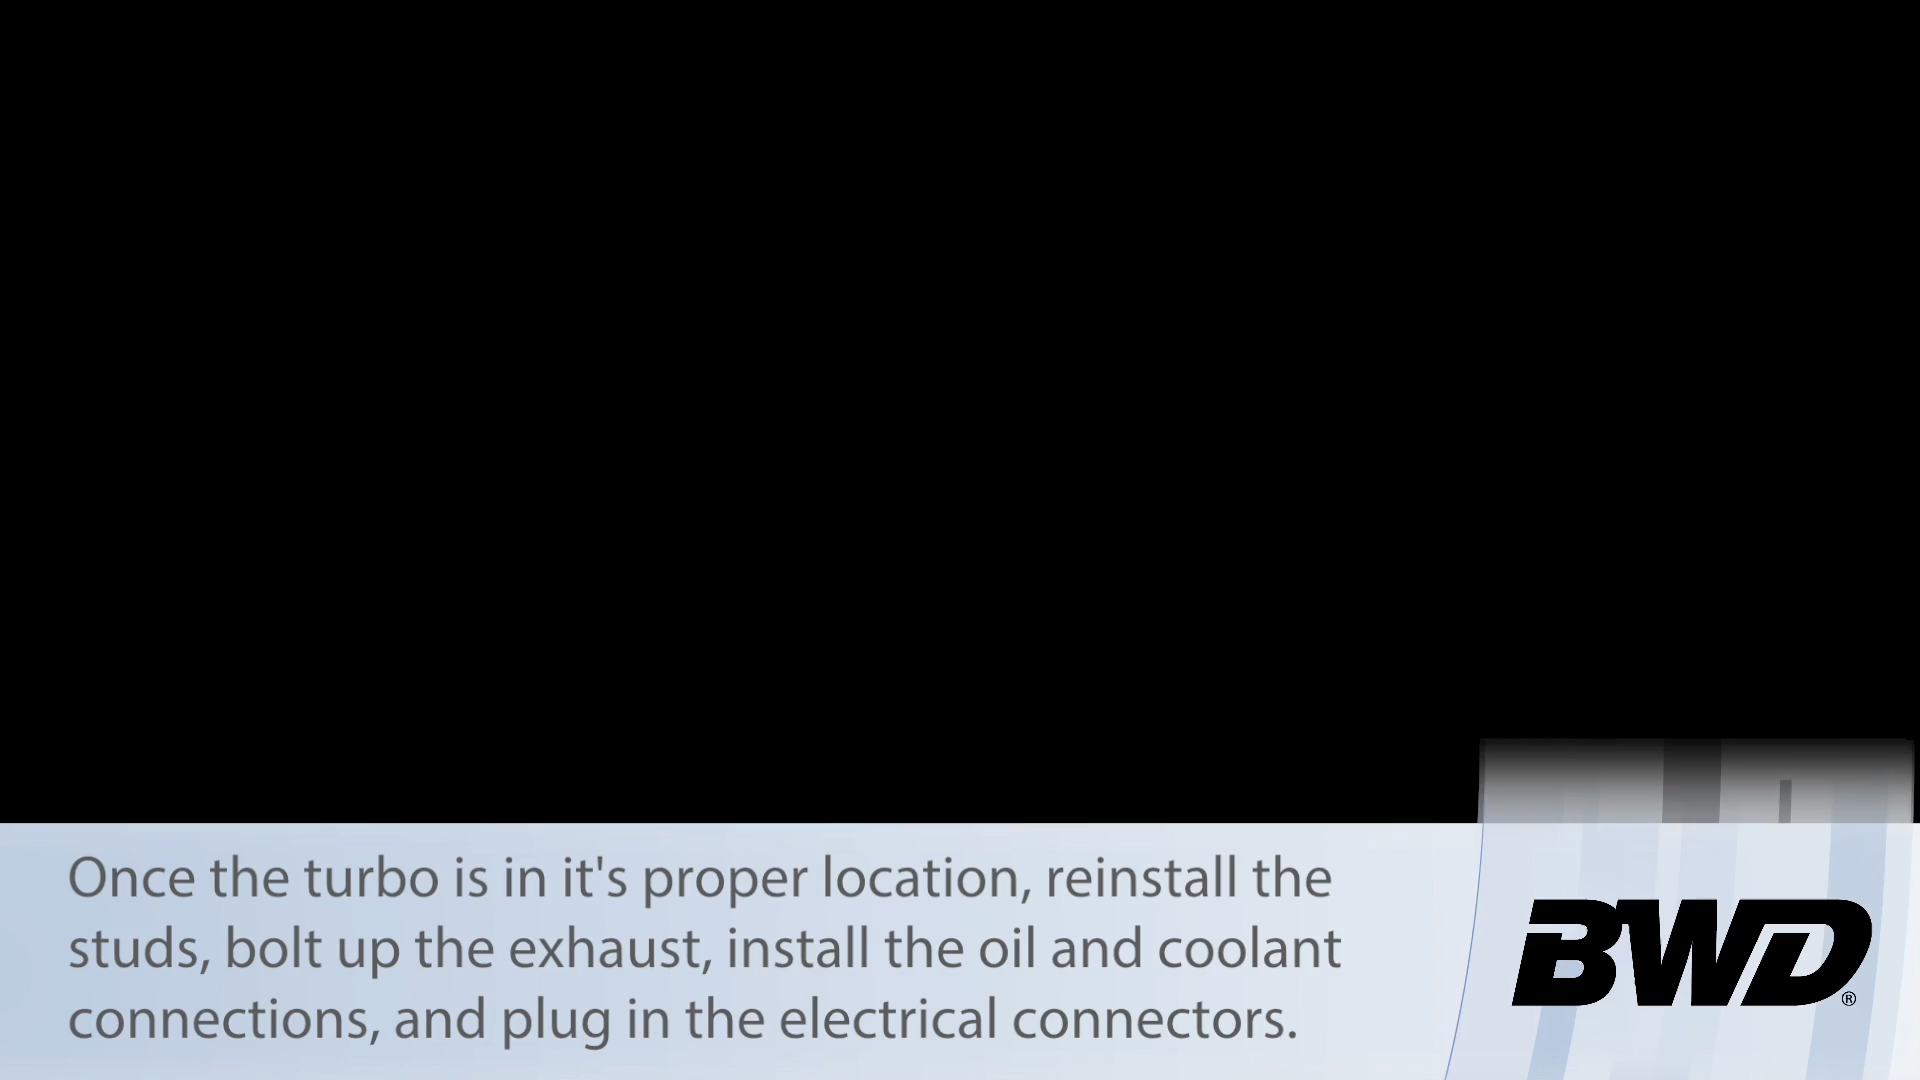 Once the turbo is in it's proper location, reinstall the
studs, bolt up the exhaust, install the oil and coolant
connections, and plug in the electrical connectors.
BWD®